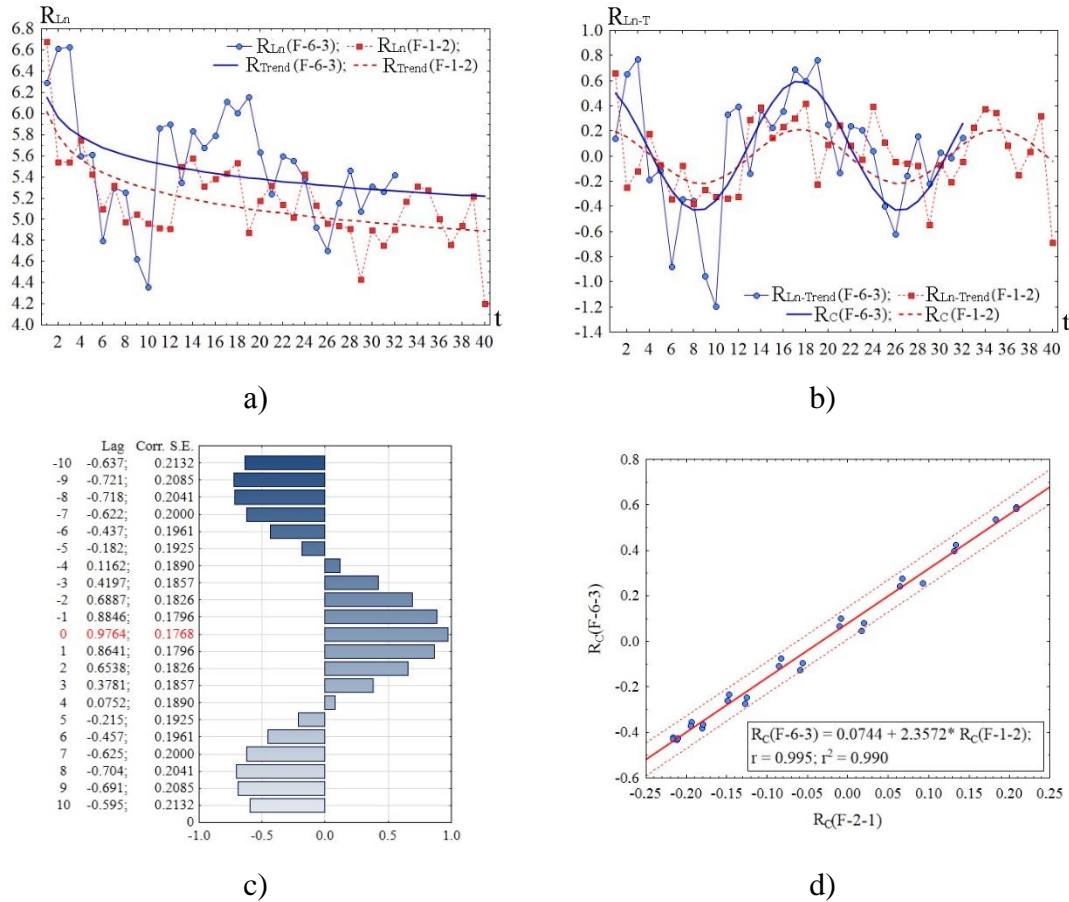 R_Ln
6.8
6.6
6.4
6.2
6.0
5.8
5.6
5.4
5.2
5.0
4.8
4.6
4.4
4.2
4.0
R_Ln(F-6-3); R_Ln(F-1-2);
R_Trend(F-6-3); R_Trend(F-1-2)
t
2 4 6 8 10 12 14 16 18 20 22 24 26 28 30 32 34 36 38 40
a)
R_Ln-T
1.0
0.8
0.6
0.4
0.2
0.0
-0.2
-0.4
-0.6
-0.8
-1.0
-1.2
-1.4
R_Ln-Trend(F-6-3); R_Ln-Trend(F-1-2)
R_C(F-6-3); R_C(F-1-2)
t
2 4 6 8 10 12 14 16 18 20 22 24 26 28 30 32 34 36 38 40
b)
Lag Corr. S.E.
-10 -0.637; 0.2132
-9 -0.721; 0.2085
-8 -0.718; 0.2041
-7 -0.622; 0.2000
-6 -0.437; 0.1961
-5 -0.182; 0.1925
-4 0.1162; 0.1890
-3 0.4197; 0.1857
-2 0.6887; 0.1826
-1 0.8846; 0.1796
0 0.9764; 0.1768
1 0.8641; 0.1796
2 0.6538; 0.1826
3 0.3781; 0.1857
4 0.0752; 0.1890
5 -0.215; 0.1925
6 -0.457; 0.1961
7 -0.625; 0.2000
8 -0.704; 0.2041
9 -0.691; 0.2085
10 -0.595; 0.2132
0
-1.0 -0.5 0.0 0.5 1.0
c)
0.8
0.6
0.4
0.2
0.0
-0.2
-0.4
-0.6
R_C(F-6-3)
R_C(F-6-3) = 0.0744 + 2.3572* R_C(F-1-2);
r = 0.995; r² = 0.990
-0.25 -0.20 -0.15 -0.10 -0.05 0.00 0.05 0.10 0.15 0.20 0.25
R_C(F-2-1)
d)